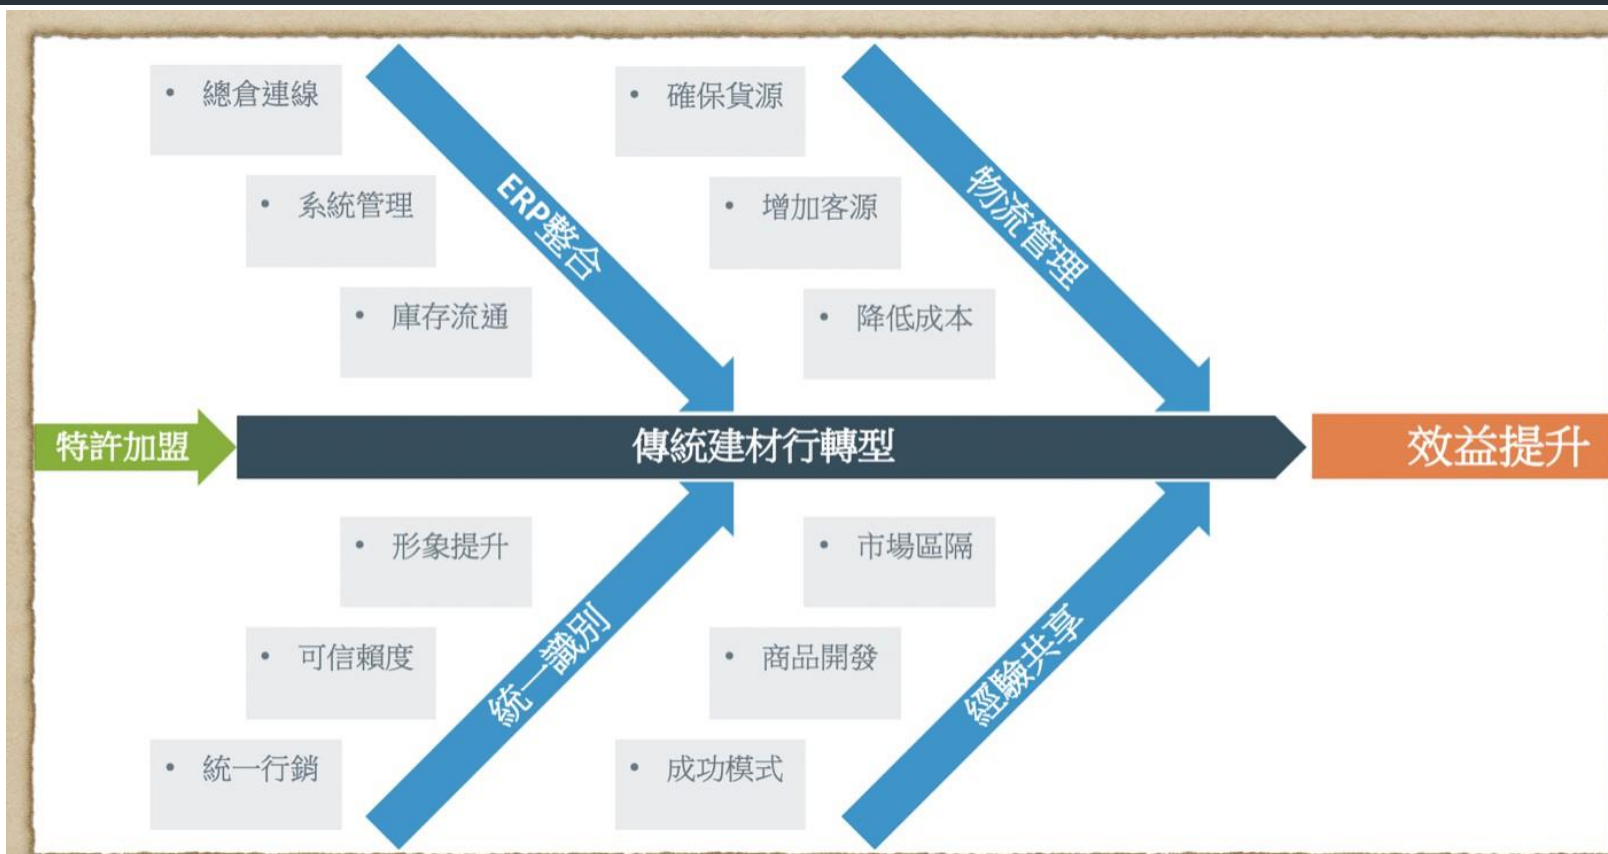 • 總倉連線
• 系統管理
• 庫存流通
ERP整合
• 確保貨源
• 增加客源
• 降低成本
物流管理
特許加盟
傳統建材行轉型
效益提升
• 形象提升
• 可信賴度
• 統一行銷
統一識別
• 市場區隔
• 商品開發
• 成功模式
經驗共享